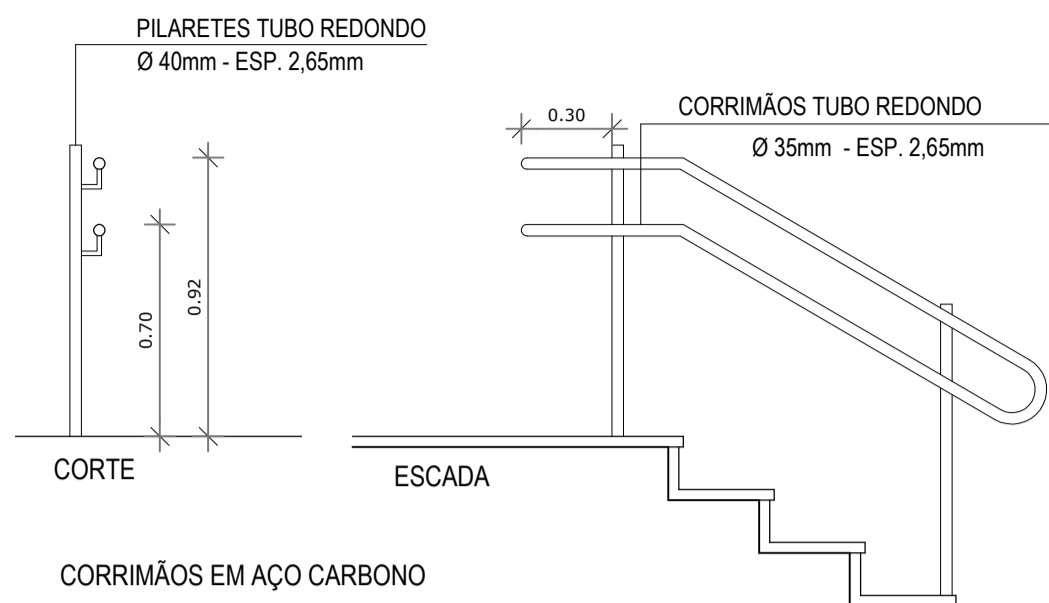 PILARETES TUBO REDONDO
Ø 40mm - ESP. 2,65mm
CORRIMÃOS TUBO REDONDO
Ø 35mm - ESP. 2,65mm
0.30
0.92
0.70
CORTE
ESCADA
CORRIMÃOS EM AÇO CARBONO